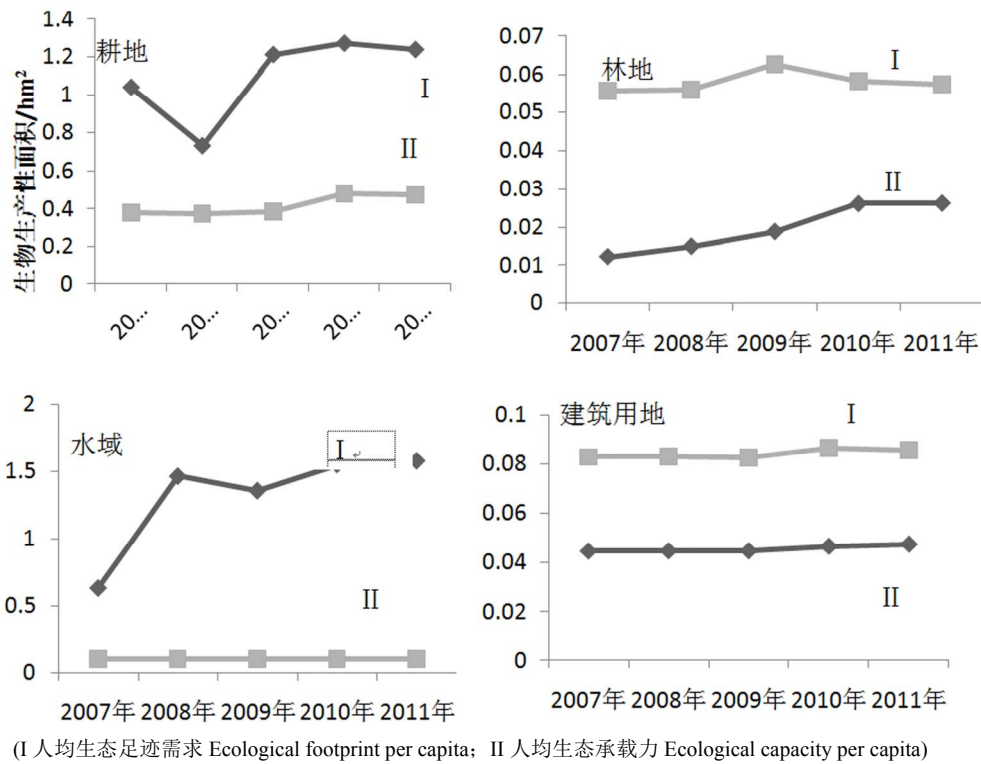 生物生产性面积/hm²
耕地
1.4
1.2
1
0.8
0.6
0.4
0.2
0
I
II
20…
20…
20…
20…
20…
林地
0.07
0.06
0.05
0.04
0.03
0.02
0.01
0
I
II
2007年 2008年 2009年 2010年 2011年
水域
2
1.5
1
0.5
0
I
II
2007年 2008年 2009年 2010年 2011年
建筑用地
0.1
0.08
0.06
0.04
0.02
0
I
II
2007年 2008年 2009年 2010年 2011年
(I 人均生态足迹需求 Ecological footprint per capita; II 人均生态承载力 Ecological capacity per capita)